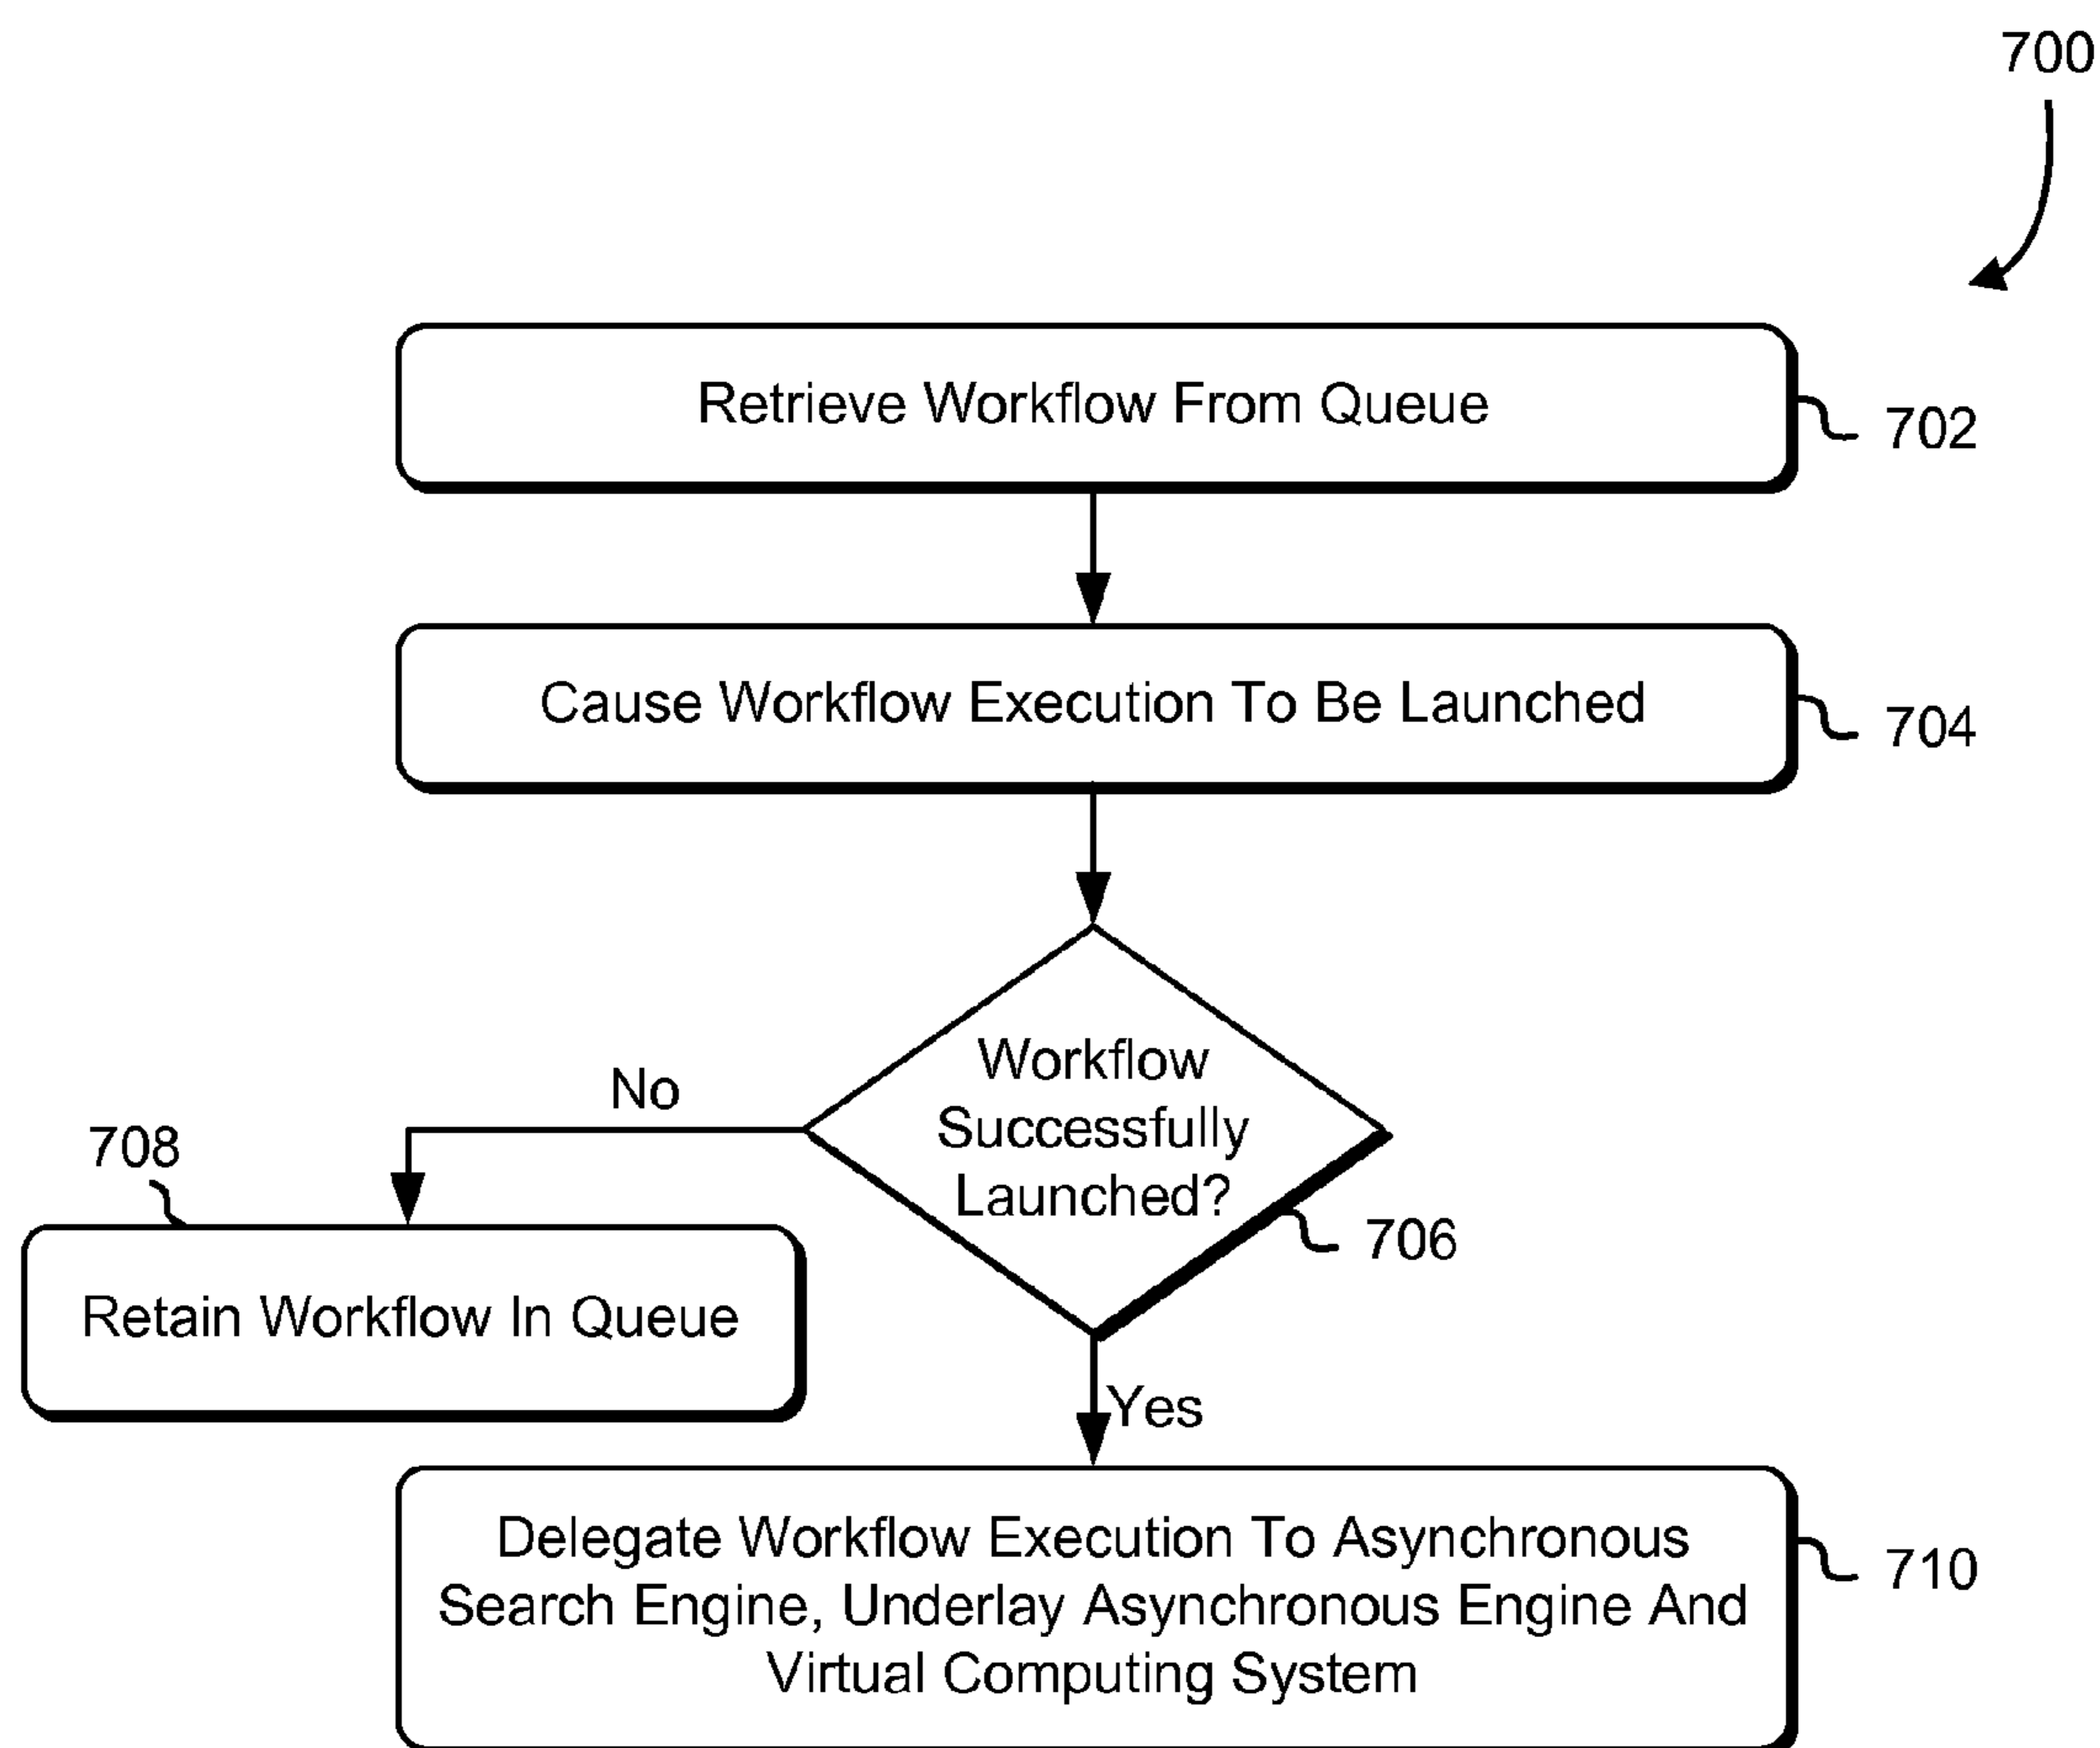 700
Retrieve Workflow From Queue
702
Cause Workflow Execution To Be Launched
704
Workflow
Successfully
Launched?
706
No
708
Retain Workflow In Queue
Yes
Delegate Workflow Execution To Asynchronous
Search Engine, Underlay Asynchronous Engine And
Virtual Computing System
710